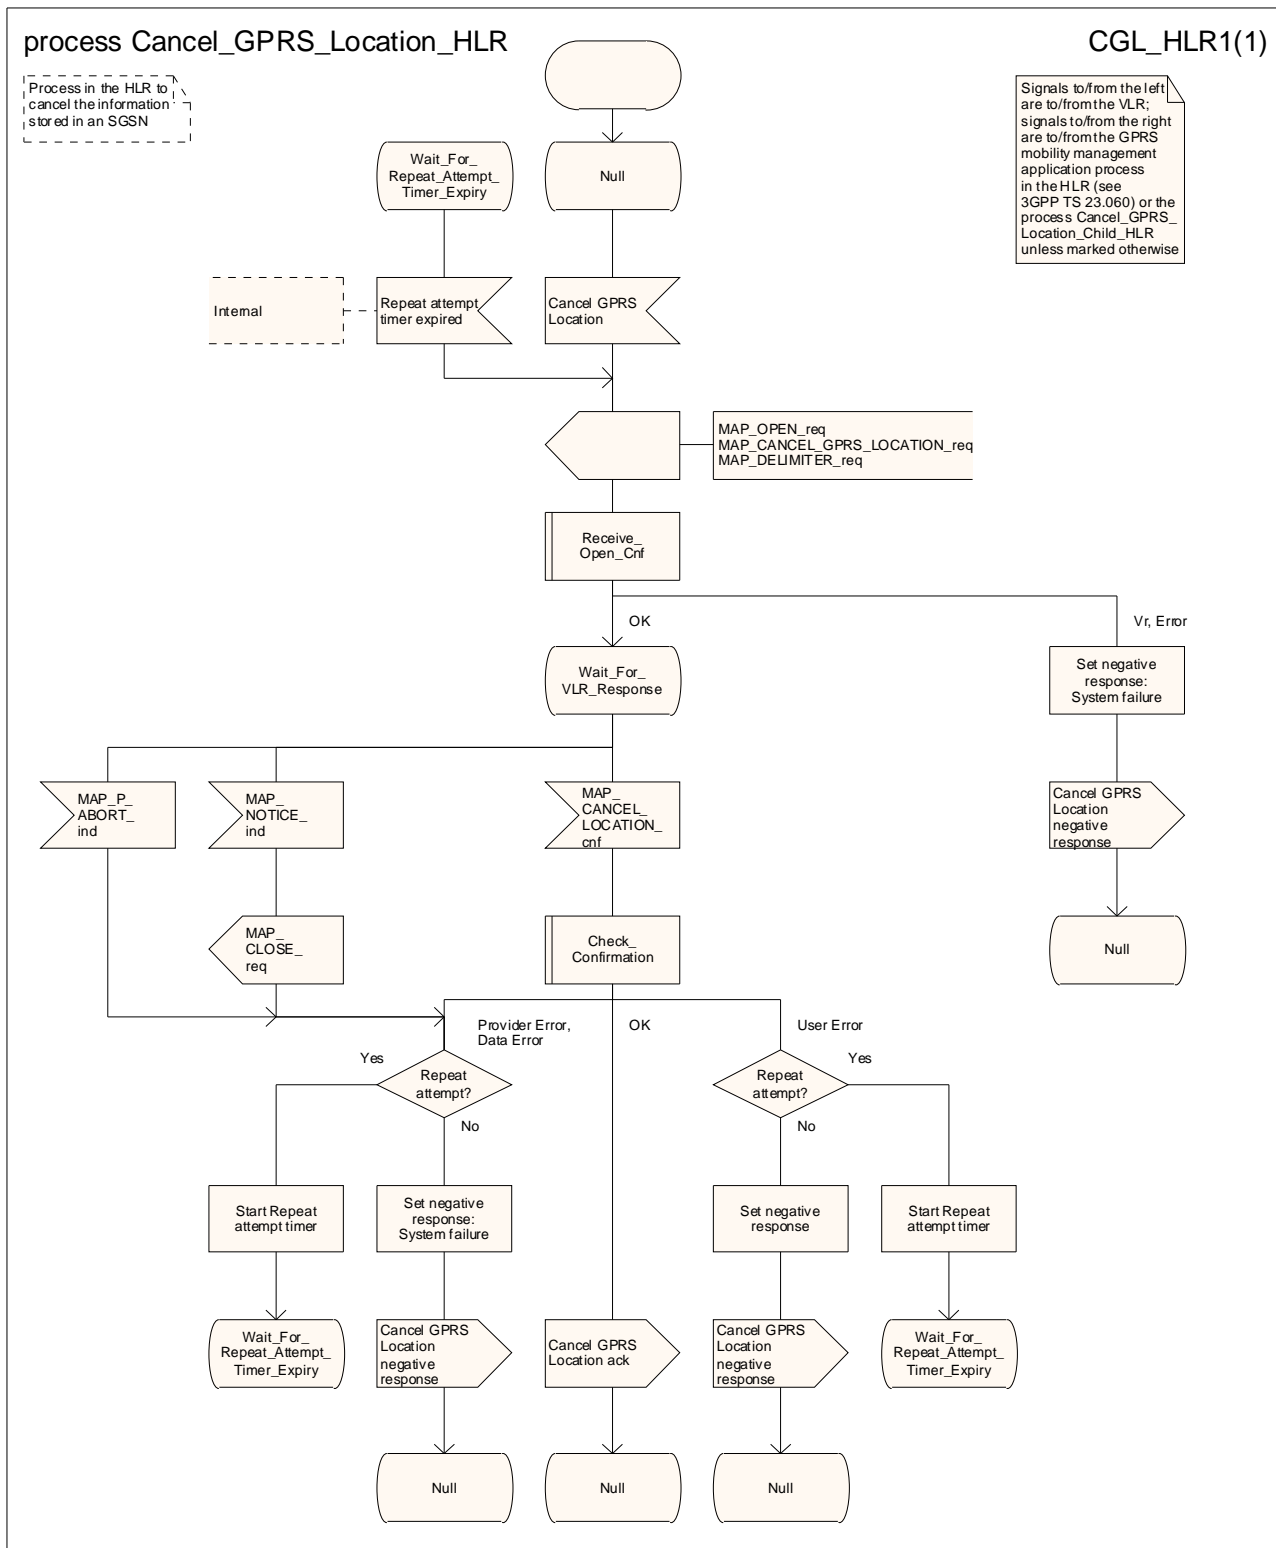 process Cancel_GPRS_Location_HLR
CGL_HLR1(1)
Process in the HLR to
cancel the information
stored in an SGSN
Signals to/from the left
are to/from the VLR;
signals to/from the right
are to/from the GPRS
mobility management
application process
in the HLR (see
3GPP TS 23.060) or the
process Cancel_GPRS_
Location_Child_HLR
unless marked otherwise
Wait_For_
Repeat_Attempt_
Timer_Expiry
Null
Internal
Repeat attempt
timer expired
Cancel GPRS
Location
MAP_OPEN_req
MAP_CANCEL_GPRS_LOCATION_req
MAP_DELIMITER_req
Receive_
Open_Cnf
OK
Vr, Error
Wait_For_
VLR_Response
Set negative
response:
System failure
MAP_P_
ABORT_
ind
MAP_
NOTICE_
ind
MAP_
CANCEL_
LOCATION_
cnf
Cancel GPRS
Location
negative
response
MAP_
CLOSE_
req
Check_
Confirmation
Null
Provider Error,
Data Error
OK
User Error
Yes
Repeat
attempt?
No
Repeat
attempt?
Yes
No
Start Repeat
attempt timer
Set negative
response:
System failure
Set negative
response
Start Repeat
attempt timer
Wait_For_
Repeat_Attempt_
Timer_Expiry
Cancel GPRS
Location
negative
response
Cancel GPRS
Location ack
Cancel GPRS
Location
negative
response
Wait_For_
Repeat_Attempt_
Timer_Expiry
Null
Null
Null